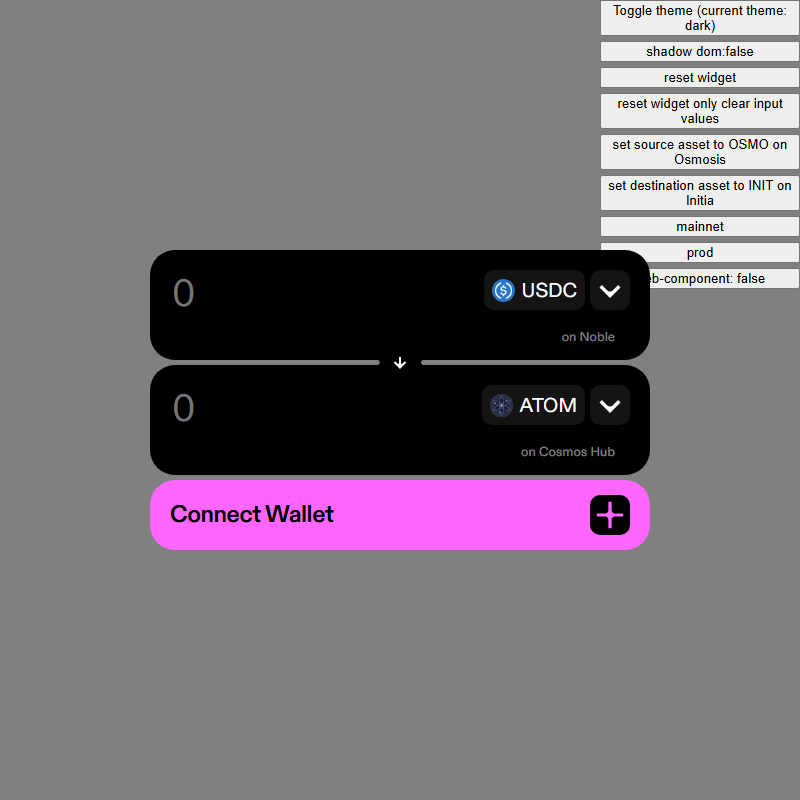 Toggle theme (current theme:
dark)
shadow dom:false
reset widget
reset widget only clear input
values
set source asset to OSMO on
Osmosis
set destination asset to INIT on
Initia
mainnet
prod
eb-component: false
0
USDC
on Noble
0
ATOM
on Cosmos Hub
Connect Wallet